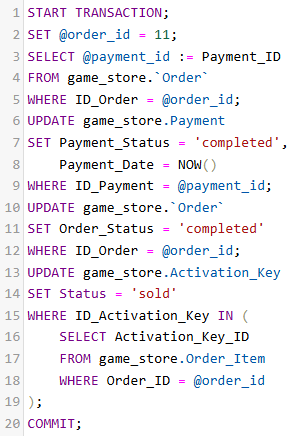 1 START TRANSACTION;
2 SET @order_id = 11;
3 SELECT @payment_id := Payment_ID
4 FROM game_store.`Order`
5 WHERE ID_Order = @order_id;
6 UPDATE game_store.Payment
7 SET Payment_Status = 'completed',
8     Payment_Date = NOW()
9 WHERE ID_Payment = @payment_id;
10 UPDATE game_store.`Order`
11 SET Order_Status = 'completed'
12 WHERE ID_Order = @order_id;
13 UPDATE game_store.Activation_Key
14 SET Status = 'sold'
15 WHERE ID_Activation_Key IN (
16     SELECT Activation_Key_ID
17     FROM game_store.Order_Item
18     WHERE Order_ID = @order_id
19 );
20 COMMIT;